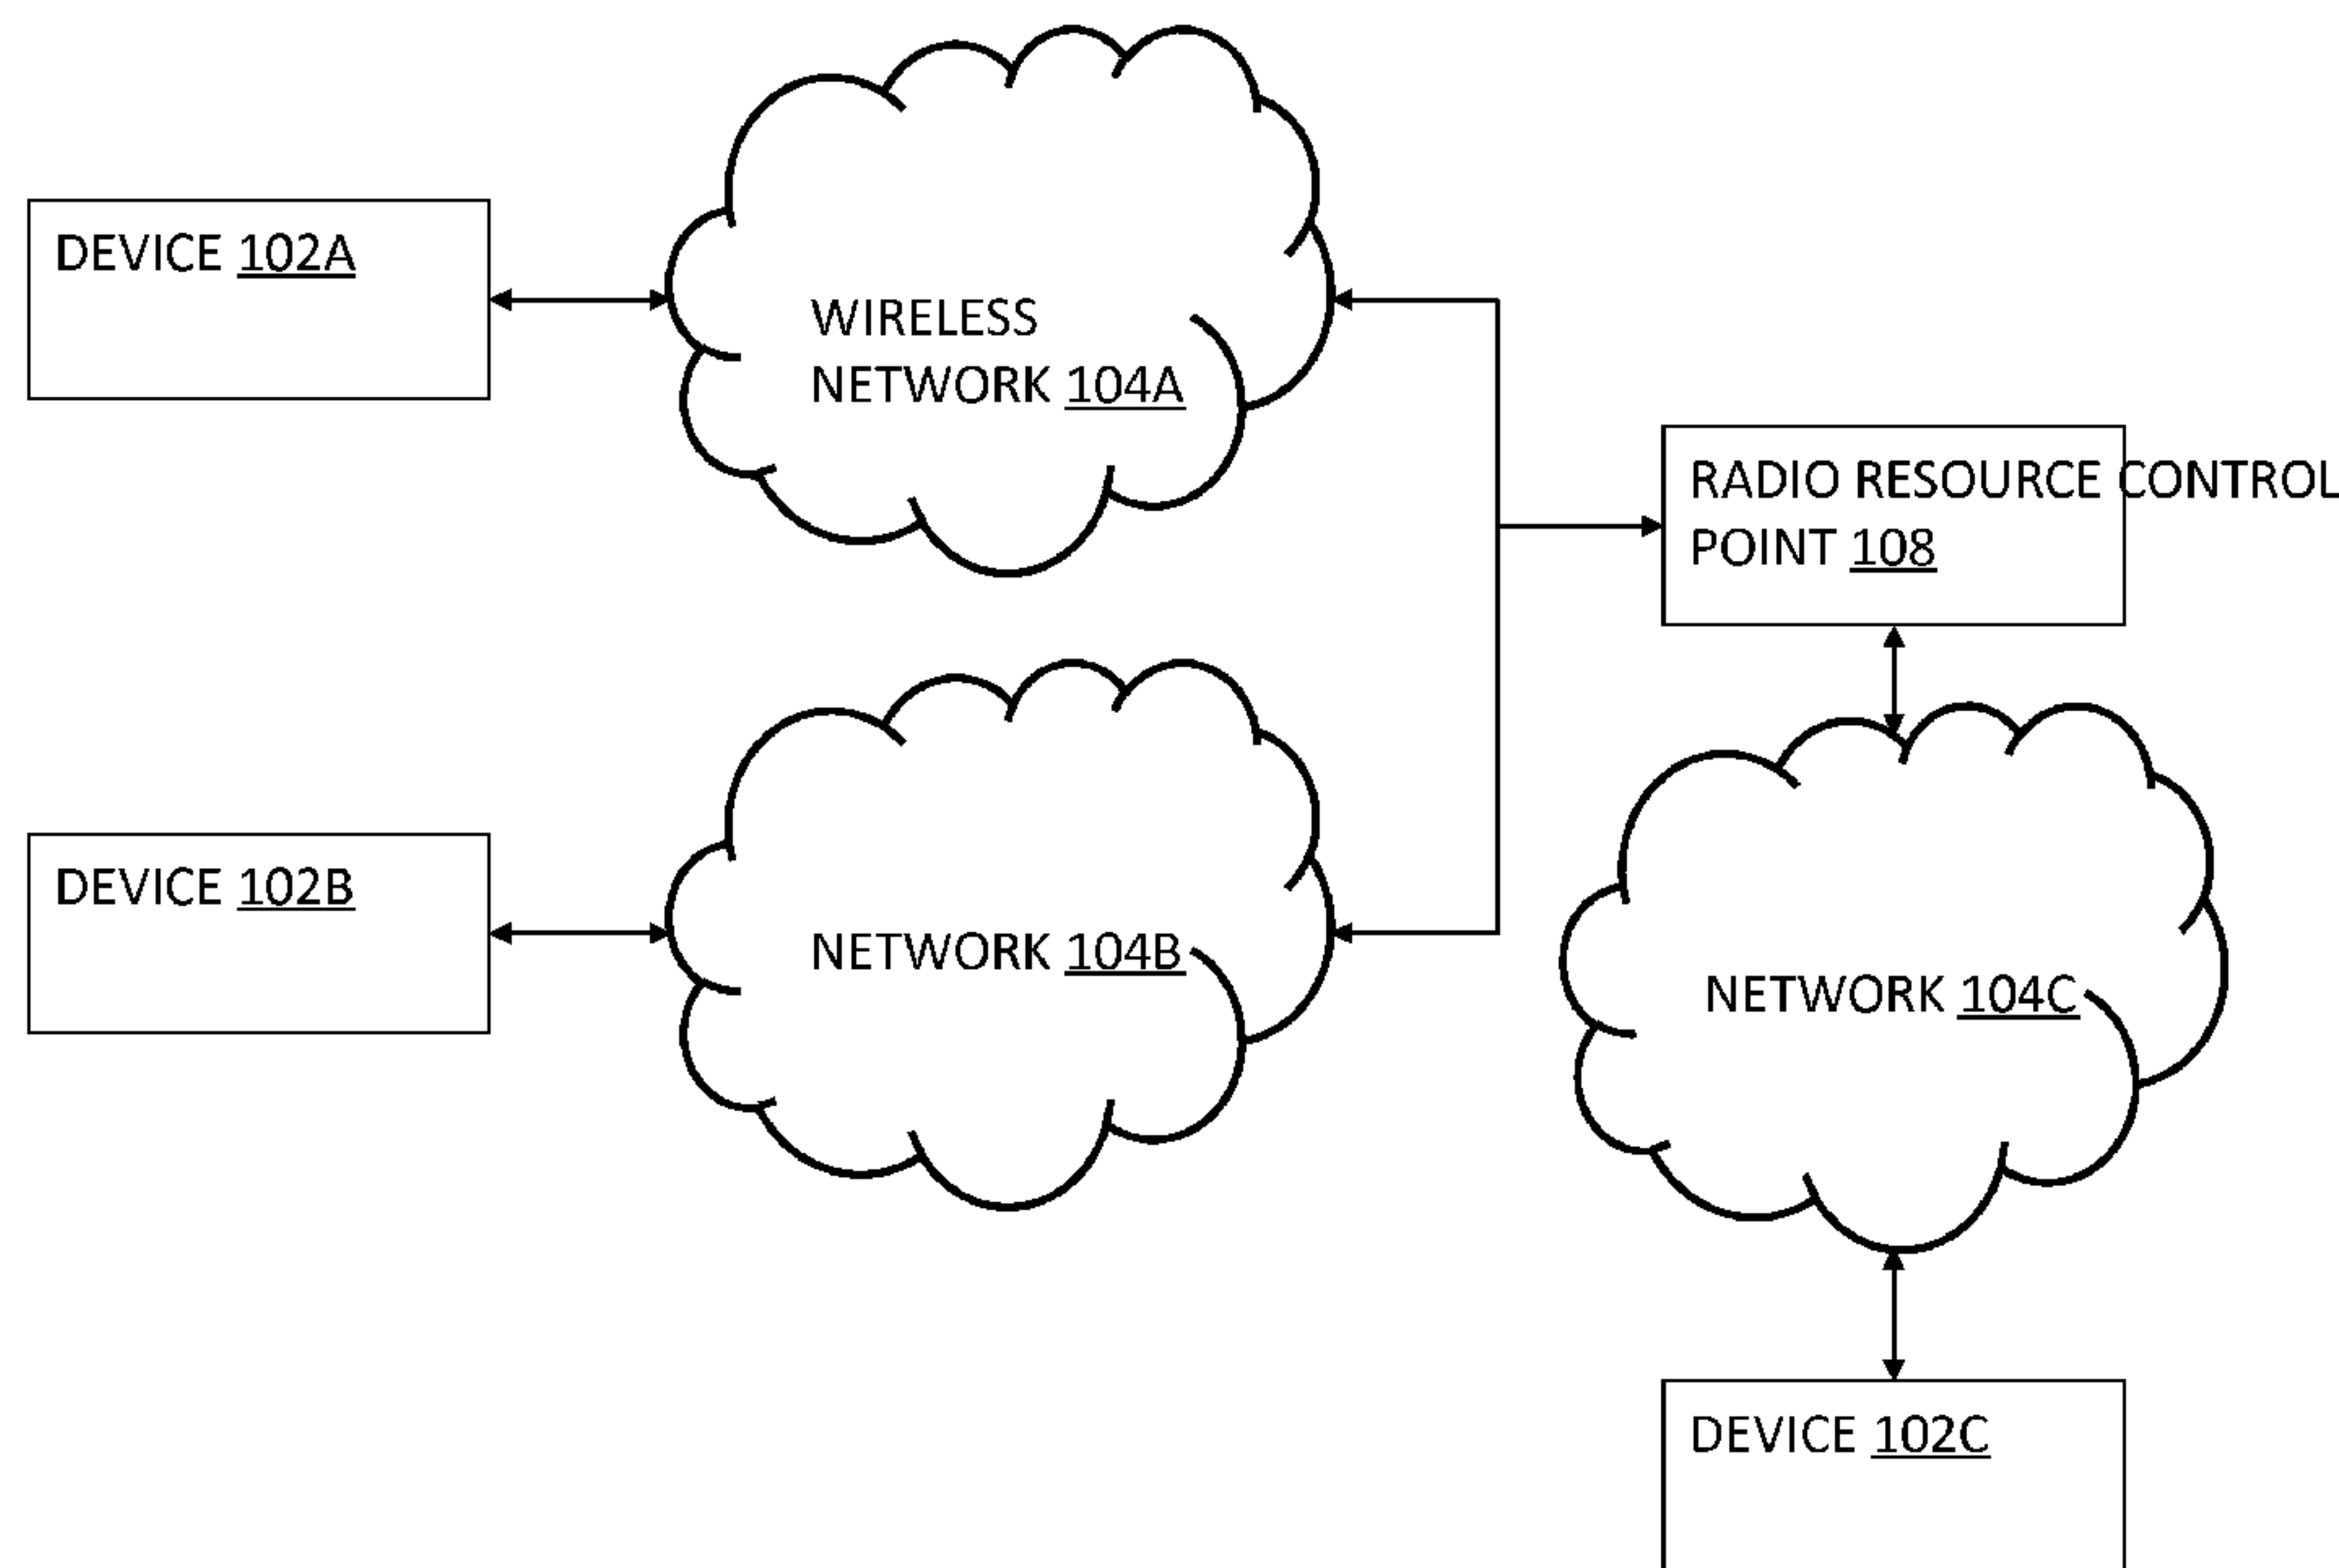 DEVICE 102A
WIRELESS
NETWORK 104A
RADIO RESOURCE CONTROL
POINT 108
DEVICE 102B
NETWORK 104B
NETWORK 104C
DEVICE 102C